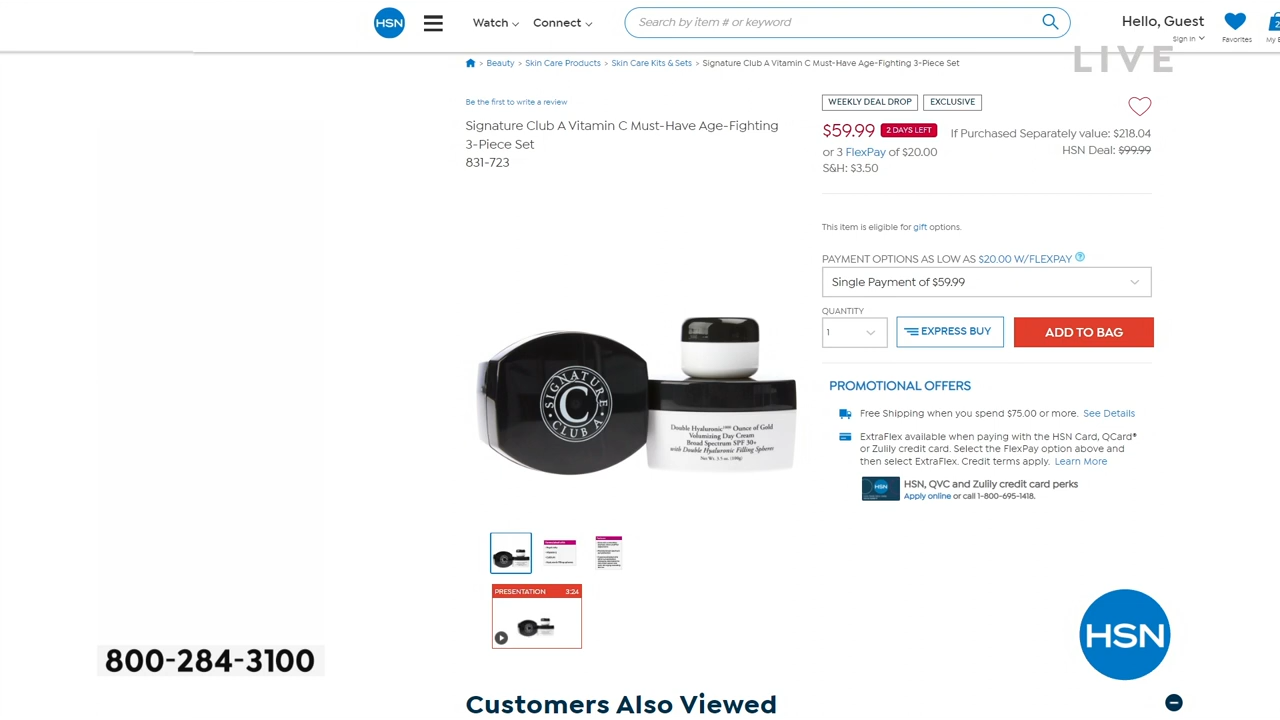 HSN
Watch
Connect
Search by item # or keyword
Hello, Guest
Sign In
Favorites
2
LIVE
> Beauty > Skin Care Products > Skin Care Kits & Sets > Signature Club A Vitamin C Must-Have Age-Fighting 3-Piece Set
Be the first to write a review
Signature Club A Vitamin C Must-Have Age-Fighting
3-Piece Set
831-723
WEEKLY DEAL DROP
EXCLUSIVE
$59.99 2 DAYS LEFT
If Purchased Separately value: $218.04
or 3 FlexPay of $20.00
HSN Deal: $99.99
S&H: $3.50
This item is eligible for gift options.
PAYMENT OPTIONS AS LOW AS $20.00 W/FLEXPAY ?
Single Payment of $59.99
QUANTITY
1
EXPRESS BUY
ADD TO BAG
PROMOTIONAL OFFERS
Free Shipping when you spend $75.00 or more. See Details
ExtraFlex available when paying with the HSN Card, QCard®
or Zulily credit card. Select the FlexPay option above and
then select ExtraFlex. Credit terms apply. Learn More
HSN
HSN, QVC and Zulily credit card perks
Apply online or call 1-800-695-1418.
SIGNATURE
C
CLUB A
Double Hyaluronic Ounce of Gold
Volumizing Day Cream
Broad Spectrum SPF 30+
with Double Hyaluronic Filling Spheres
Net Wt. 3.5 oz. (100g)
PRESENTATION 3:24
800-284-3100
HSN
Customers Also Viewed